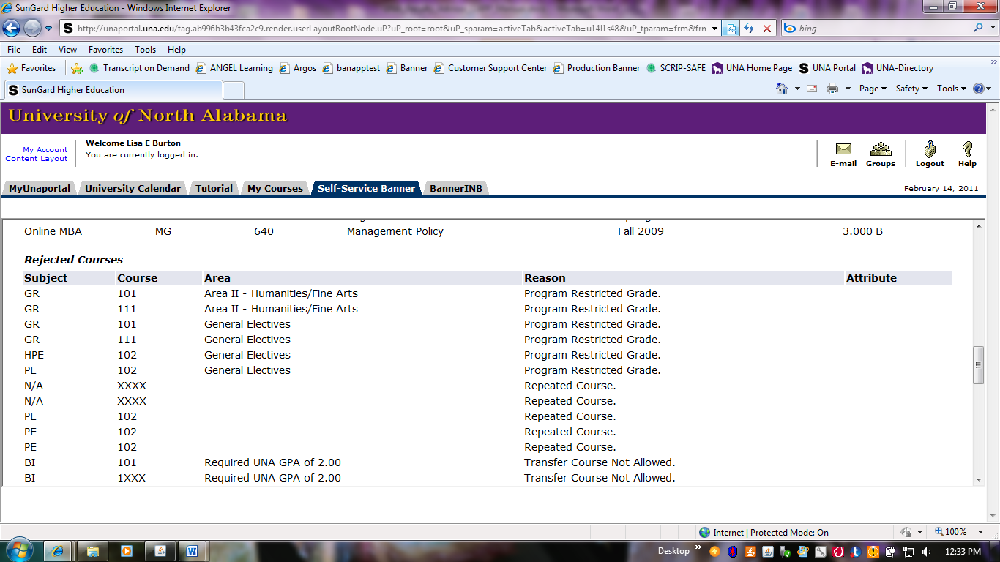 SunGard Higher Education - Windows Internet Explorer
http://unaportal.una.edu/tag.ab996b3b43fca2c9.render.userLayoutRootNode.uP?uP_root=root&uP_sparam=activeTab&activeTab=u14l1s48&uP_tparam=frm&frn bing
File Edit View Favorites Tools Help
Favorites Transcript on Demand ANGEL Learning Argos banapptest Banner Customer Support Center Production Banner SCRIP-SAFE UNA Home Page UNA Portal UNA-Directory
SunGard Higher Education Page Safety Tools
University of North Alabama
My Account
Content Layout
Welcome Lisa E Burton
You are currently logged in.
E-mail Groups Logout Help
MyUnaportal University Calendar Tutorial My Courses Self-Service Banner BannerINB February 14, 2011
Online MBA MG 640 Management Policy Fall 2009 3.000 B
Rejected Courses
Subject Course Area Reason Attribute
GR 101 Area II - Humanities/Fine Arts Program Restricted Grade.
GR 111 Area II - Humanities/Fine Arts Program Restricted Grade.
GR 101 General Electives Program Restricted Grade.
GR 111 General Electives Program Restricted Grade.
HPE 102 General Electives Program Restricted Grade.
PE 102 General Electives Program Restricted Grade.
N/A XXXX Repeated Course.
N/A XXXX Repeated Course.
PE 102 Repeated Course.
PE 102 Repeated Course.
PE 102 Repeated Course.
BI 101 Required UNA GPA of 2.00 Transfer Course Not Allowed.
BI 1XXX Required UNA GPA of 2.00 Transfer Course Not Allowed.
Internet | Protected Mode: On 100%
Desktop 12:33 PM